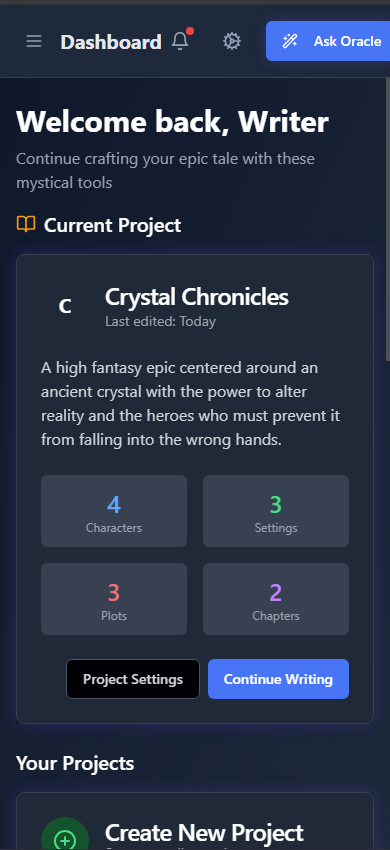 Dashboard
Ask Oracle
Welcome back, Writer
Continue crafting your epic tale with these
mystical tools
Current Project
C
Crystal Chronicles
Last edited: Today
A high fantasy epic centered around an
ancient crystal with the power to alter
reality and the heroes who must prevent it
from falling into the wrong hands.
4
Characters
3
Settings
3
Plots
2
Chapters
Project Settings
Continue Writing
Your Projects
Create New Project